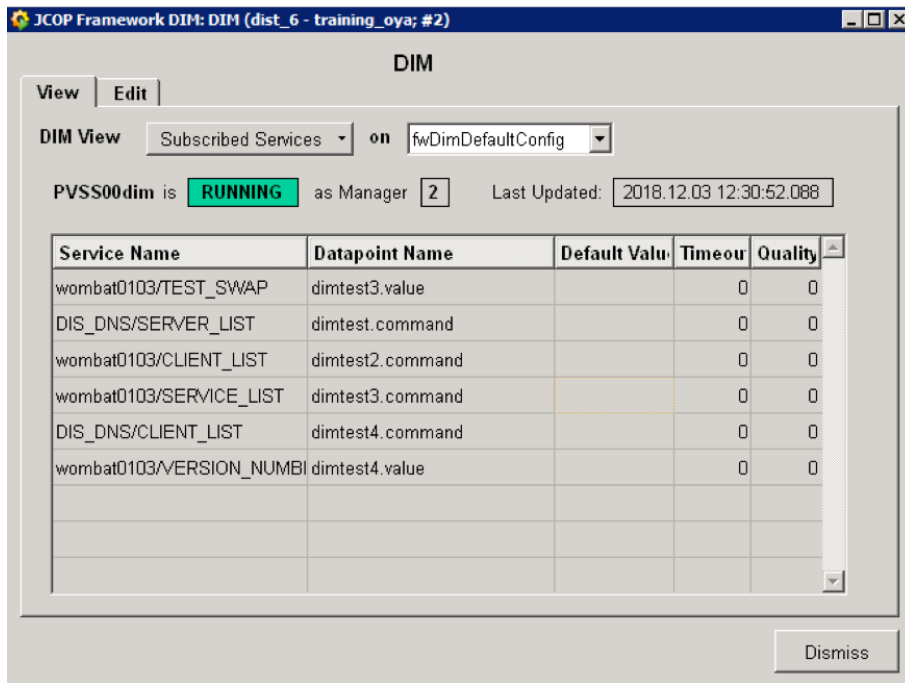 JCOP Framework DIM: DIM (dist_6 - training_oya; #2)
DIM
View Edit
DIM View Subscribed Services on fwDimDefaultConfig
PVSS00dim is RUNNING as Manager 2 Last Updated: 2018.12.03 12:30:52.088
Service Name Datapoint Name Default Valu Timeour Quality
wombat0103/TEST_SWAP dimtest3.value 0 0
DIS_DNS/SERVER_LIST dimtest.command 0 0
wombat0103/CLIENT_LIST dimtest2.command 0 0
wombat0103/SERVICE_LIST dimtest3.command 0 0
DIS_DNS/CLIENT_LIST dimtest4.command 0 0
wombat0103/VERSION_NUMBI dimtest4.value 0 0
Dismiss